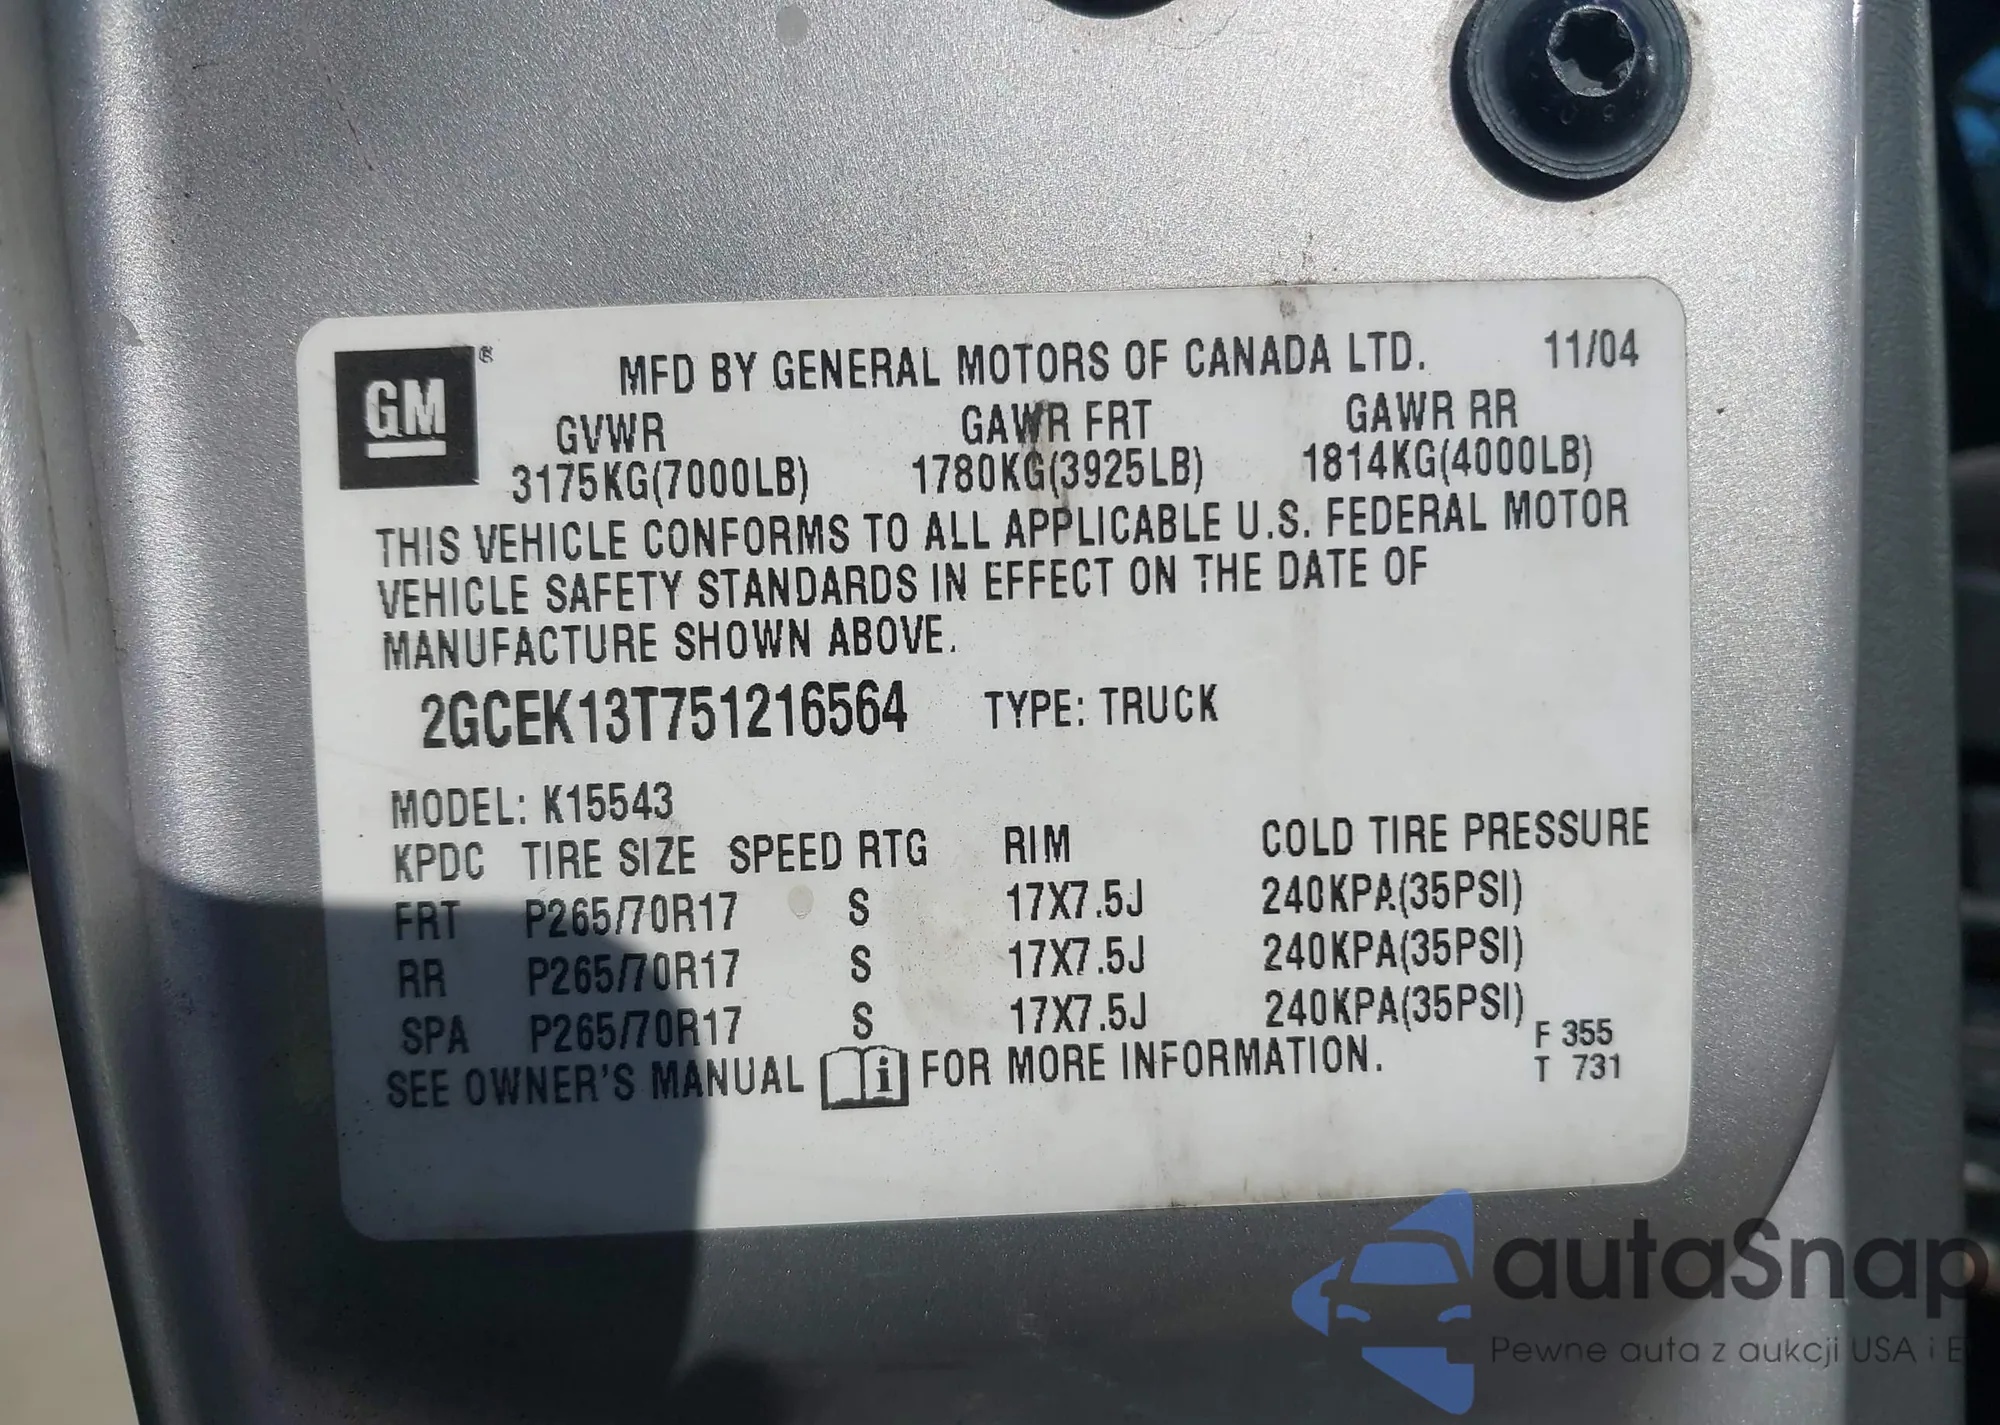 GM ®
MFD BY GENERAL MOTORS OF CANADA LTD. 11/04
GVWR GAWR FRT GAWR RR
3175KG(7000LB) 1780KG(3925LB) 1814KG(4000LB)
THIS VEHICLE CONFORMS TO ALL APPLICABLE U.S. FEDERAL MOTOR
VEHICLE SAFETY STANDARDS IN EFFECT ON THE DATE OF
MANUFACTURE SHOWN ABOVE.
2GCEK13T751216564 TYPE: TRUCK
MODEL: K15543
KPDC TIRE SIZE SPEED RTG RIM COLD TIRE PRESSURE
FRT P265/70R17 S 17X7.5J 240KPA(35PSI)
RR P265/70R17 S 17X7.5J 240KPA(35PSI)
SPA P265/70R17 S 17X7.5J 240KPA(35PSI)
SEE OWNER'S MANUAL i FOR MORE INFORMATION.
F 355
T 731
autaSnap
Pewne auta z aukcji USA i E